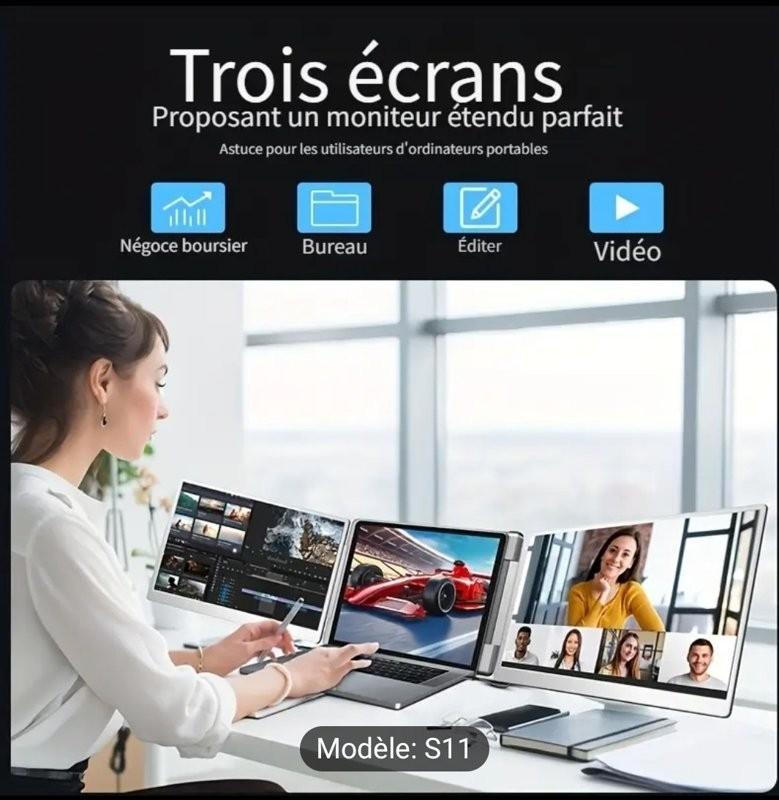 Trois écrans
Proposant un moniteur étendu parfait
Astuce pour les utilisateurs d'ordinateurs portables
Négoce boursier
Bureau
Éditer
Vidéo
Modèle: S11